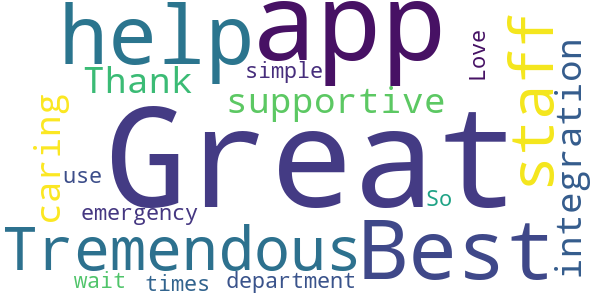 help
app
Love
staff
integration
Thank
simple
supportive
caring
Great
use
So
emergency
Tremendous
Best
wait
times
department